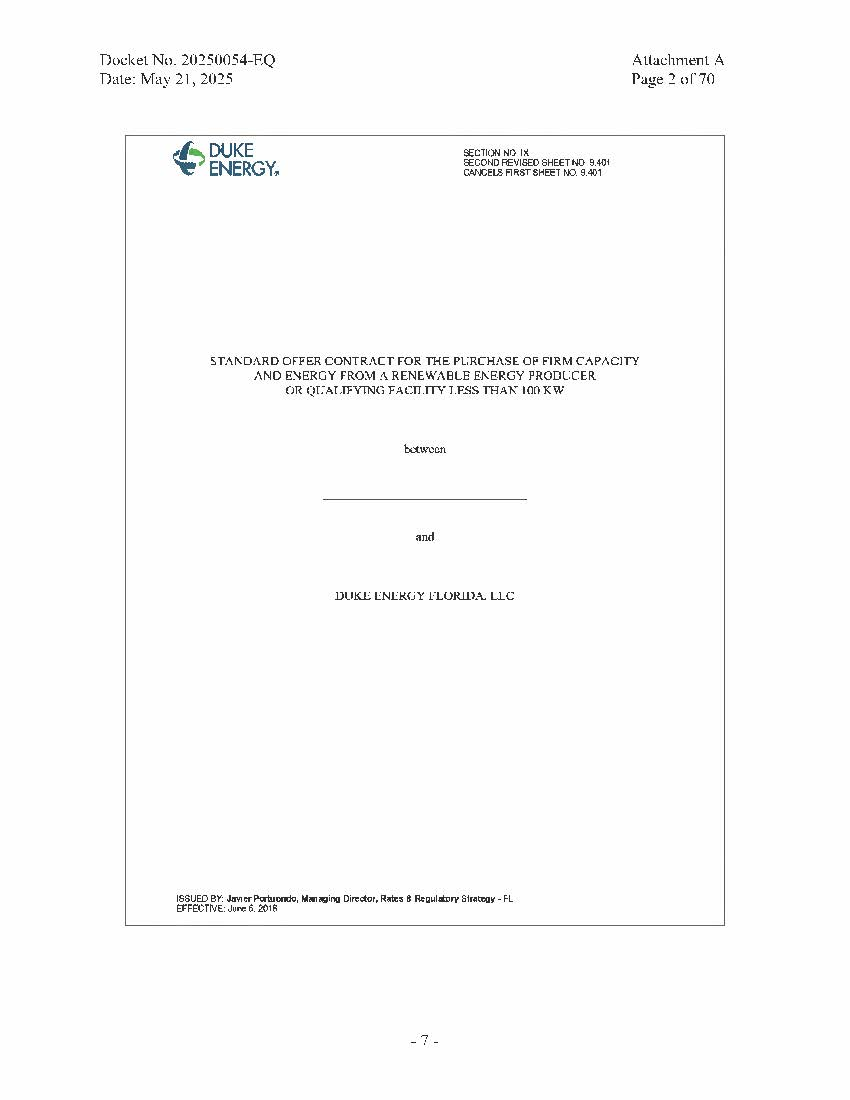 Docket No. 20250054-EQ
Date: May 21, 2025
Attachment A
Page 2 of 70
DUKE
ENERGY®
SECTION NO. IX
SECOND REVISED SHEET NO. 9.401
CANCELS FIRST SHEET NO. 9.401
STANDARD OFFER CONTRACT FOR THE PURCHASE OF FIRM CAPACITY
AND ENERGY FROM A RENEWABLE ENERGY PRODUCER
OR QUALIFYING FACILITY LESS THAN 100 KW
between
and
DUKE ENERGY FLORIDA, LLC
ISSUED BY: Javier Portuondo, Managing Director, Rates & Regulatory Strategy - FL
EFFECTIVE: June 6, 2018
- 7 -